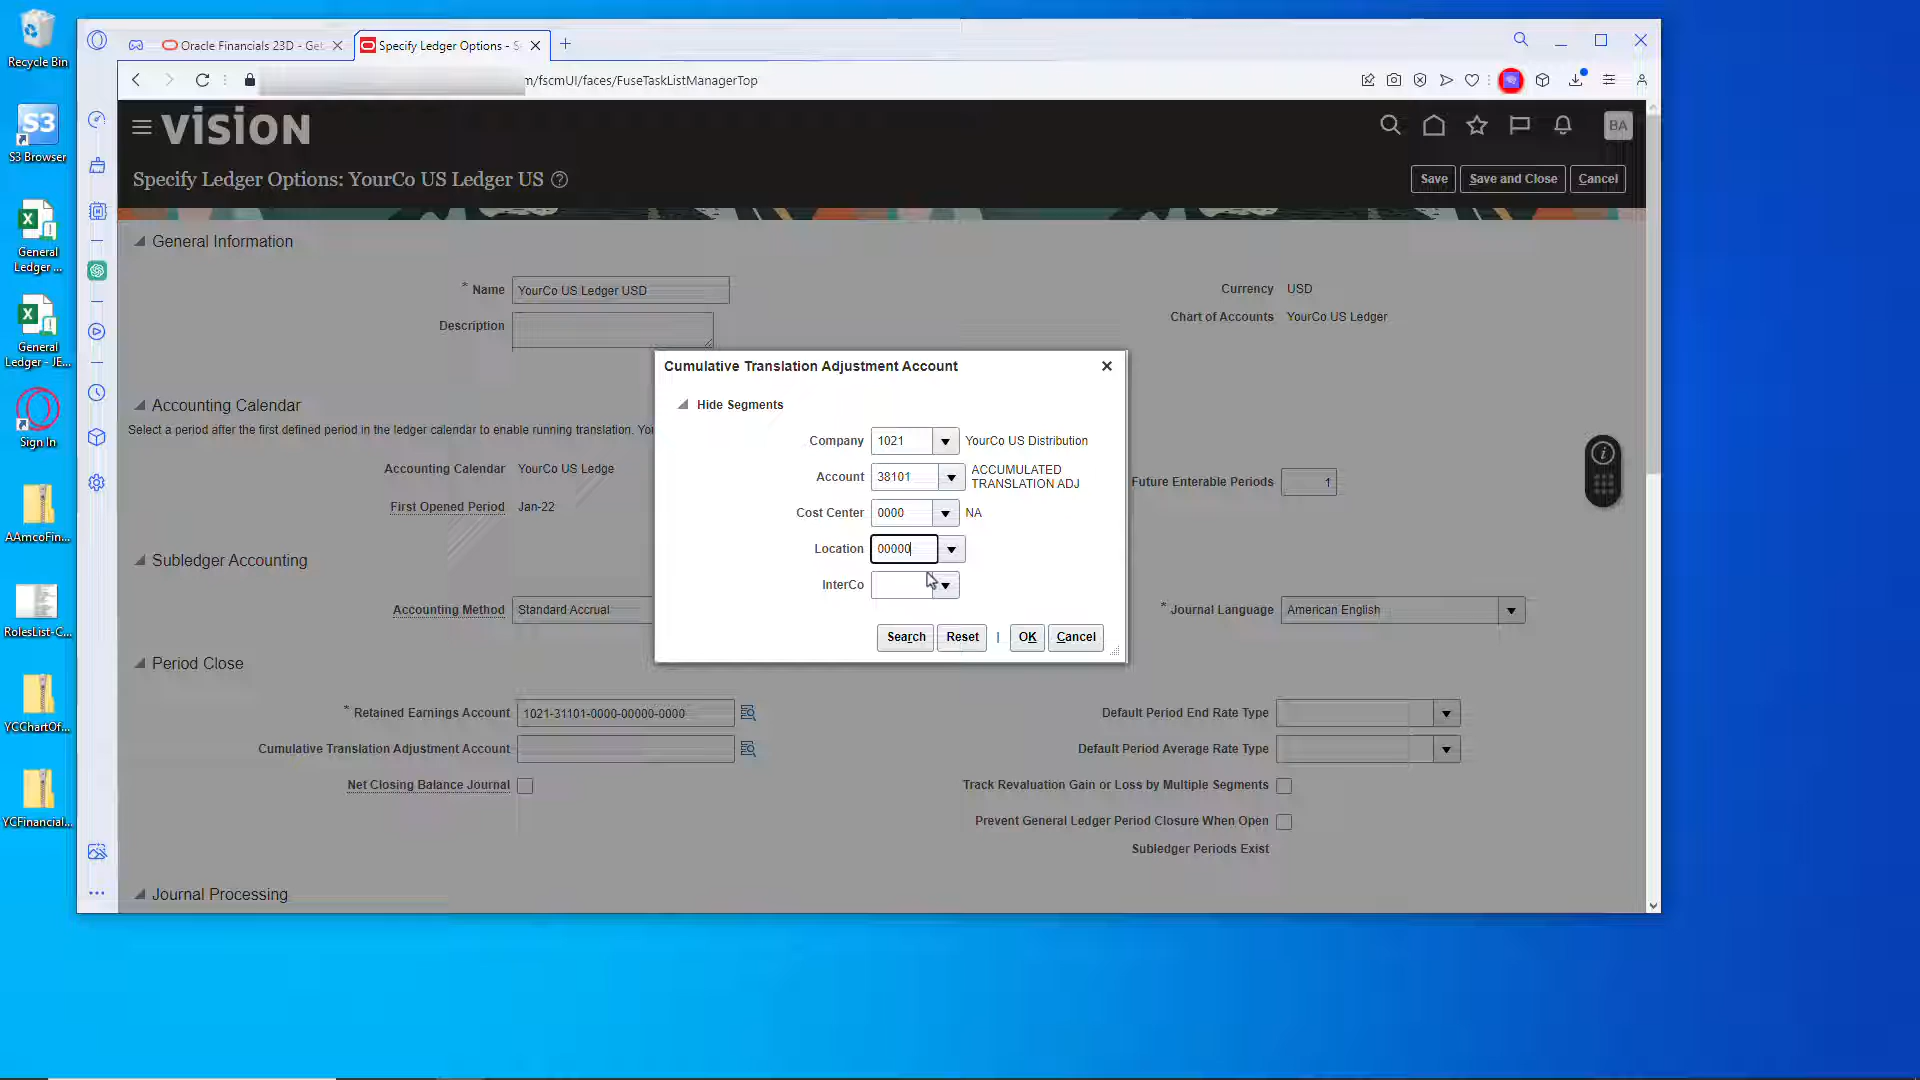 Recycle Bin
S3
S3 Browser
General
Ledger ...
General
Ledger - JE...
Sign In
AAmcoFin...
RolesList-C...
YCChartOf...
YCFinancial...
Oracle Financials 23D - Get
Specify Ledger Options - S
m/fscmUI/faces/FuseTaskListManagerTop
VISION
BA
Specify Ledger Options: YourCo US Ledger US
Save
Save and Close
Cancel
General Information
* Name
YourCo US Ledger USD
Currency
USD
Description
Chart of Accounts
YourCo US Ledger
Accounting Calendar
Select a period after the first defined period in the ledger calendar to enable running translation. You
Accounting Calendar
YourCo US Ledge
Future Enterable Periods
1
First Opened Period
Jan-22
Subledger Accounting
Accounting Method
Standard Accrual
* Journal Language
American English
Cumulative Translation Adjustment Account
Hide Segments
Company
1021
YourCo US Distribution
Account
38101
ACCUMULATED
TRANSLATION ADJ
Cost Center
0000
NA
Location
00000
InterCo
Search
Reset
|
OK
Cancel
Period Close
* Retained Earnings Account
1021-31101-0000-00000-0000
Default Period End Rate Type
Cumulative Translation Adjustment Account
Default Period Average Rate Type
Net Closing Balance Journal
Track Revaluation Gain or Loss by Multiple Segments
Prevent General Ledger Period Closure When Open
Subledger Periods Exist
Journal Processing